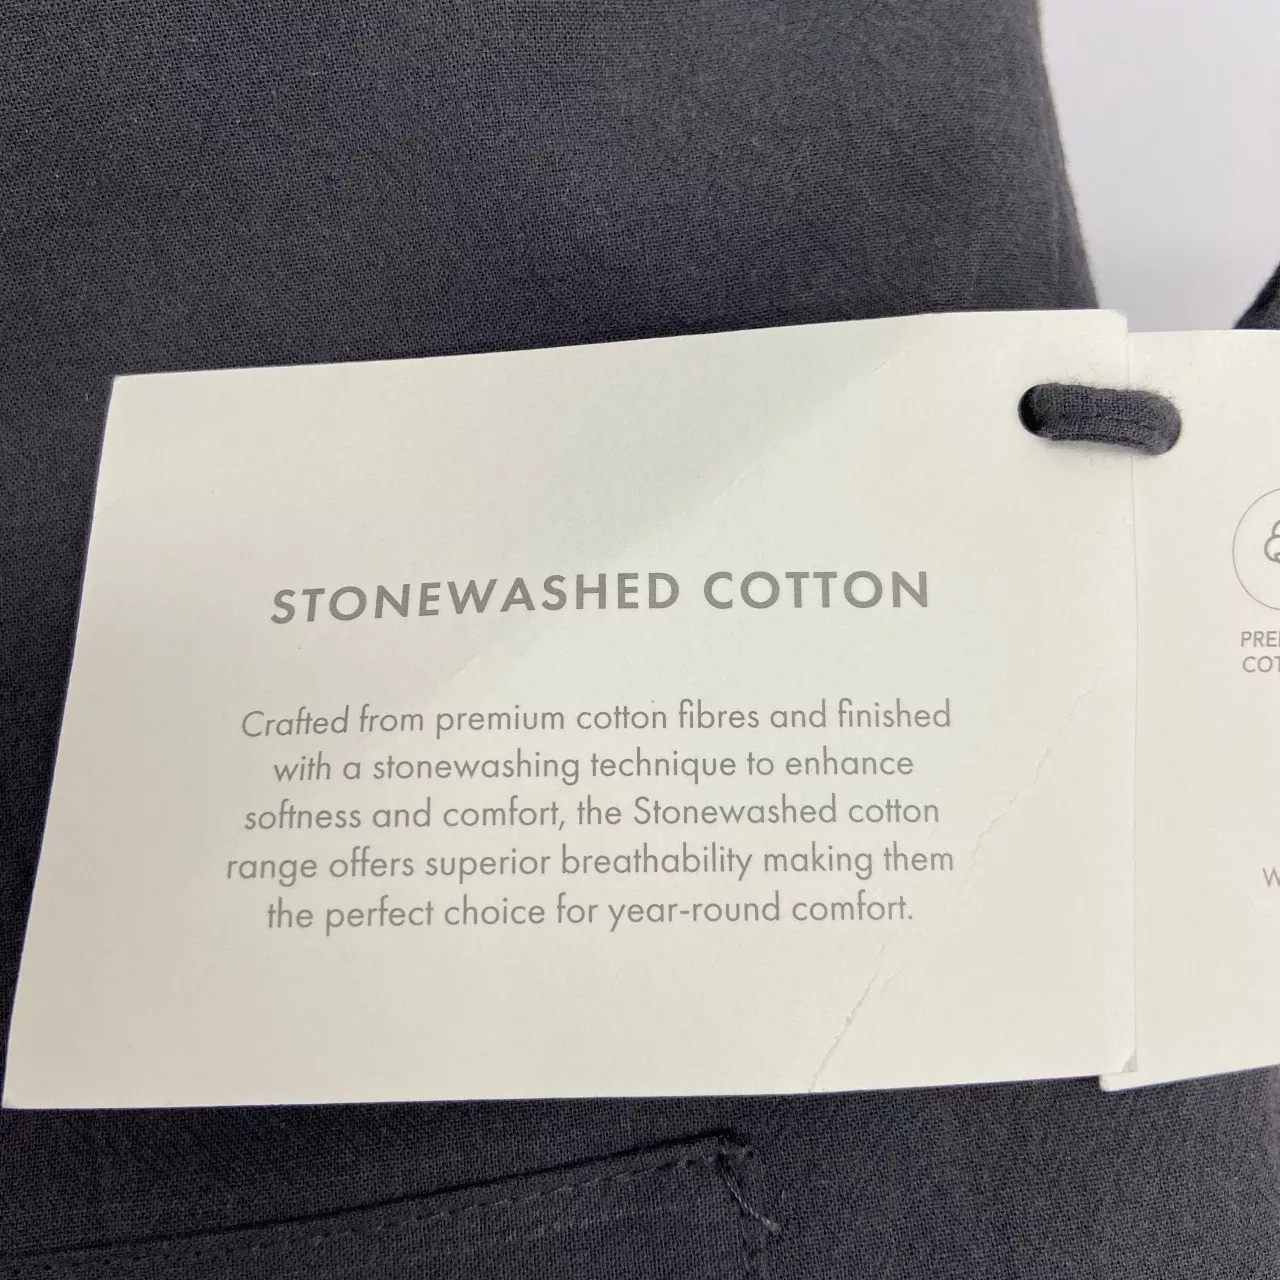 STONEWASHED COTTON
Crafted from premium cotton fibres and finished
with a stonewashing technique to enhance
softness and comfort, the Stonewashed cotton
range offers superior breathability making them
the perfect choice for year-round comfort.